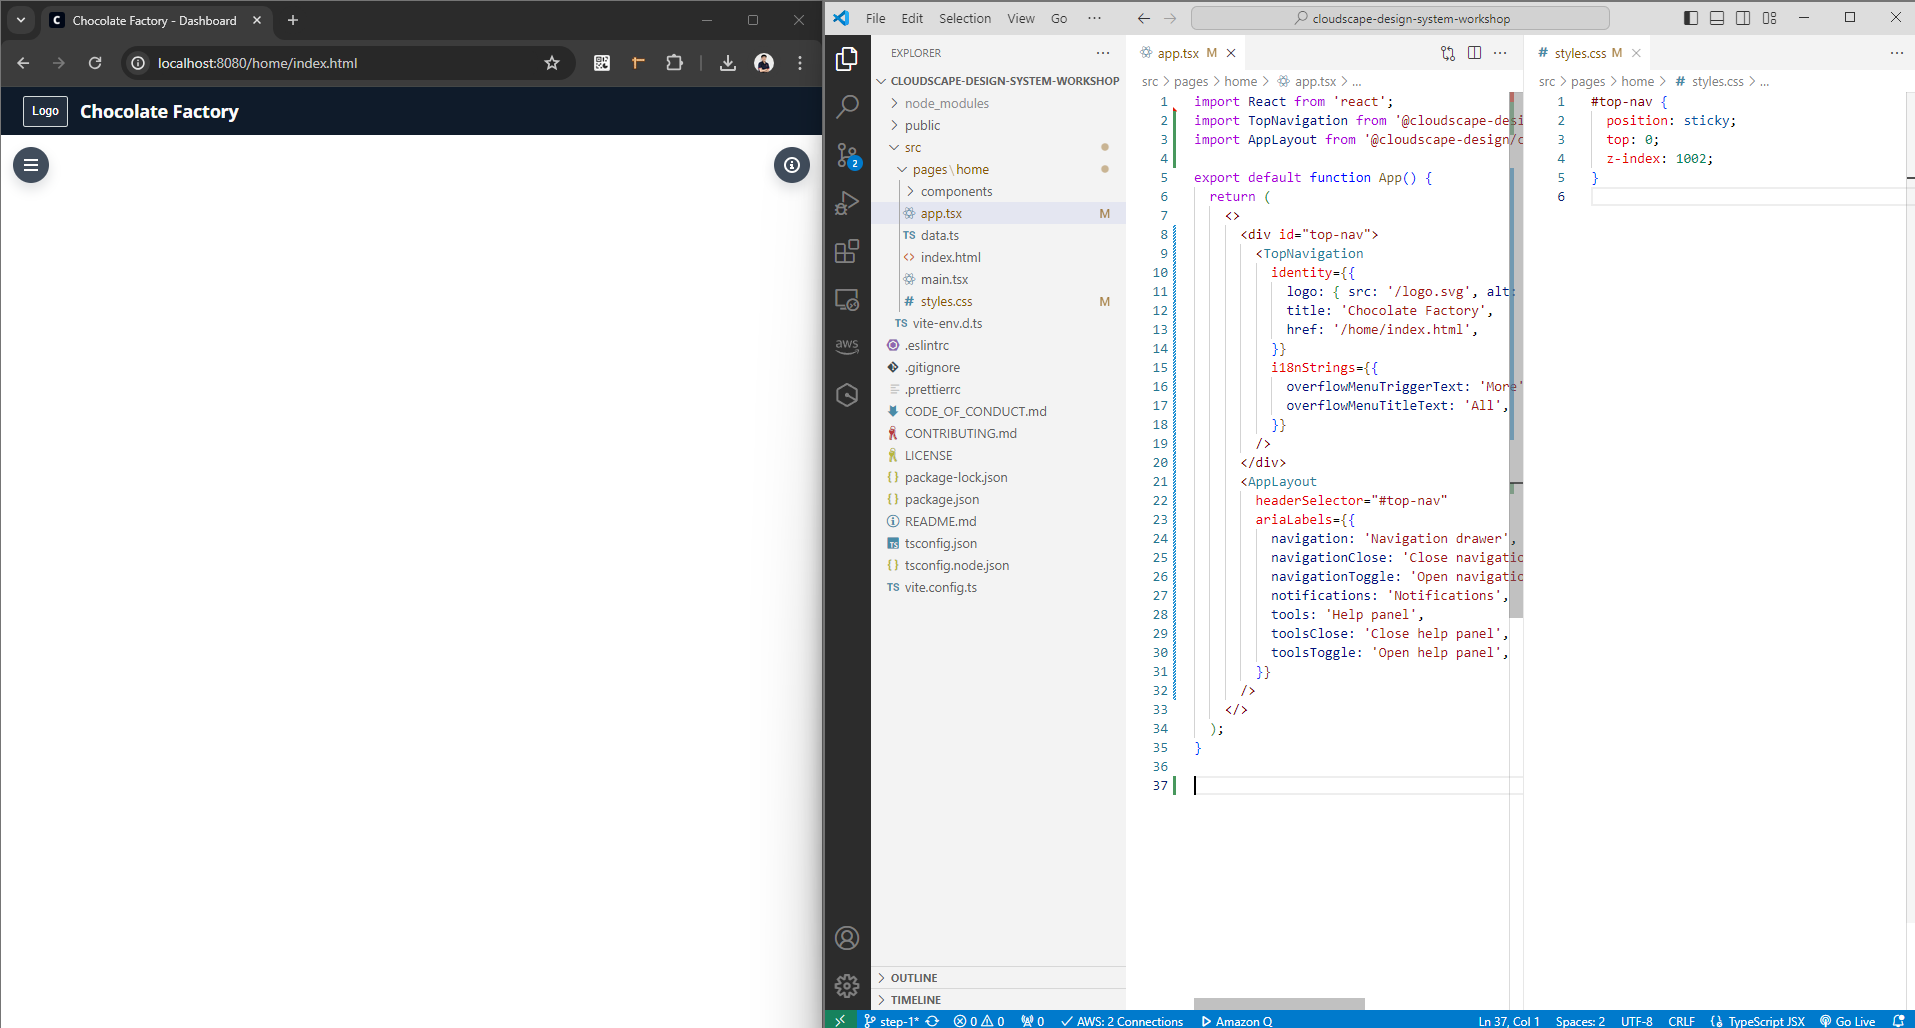 Chocolate Factory - Dashboard
localhost:8080/home/index.html
Logo
Chocolate Factory
File Edit Selection View Go ···
cloudscape-design-system-workshop
EXPLORER
CLOUDSCAPE-DESIGN-SYSTEM-WORKSHOP
node_modules
public
src
pages\home
components
app.tsx M
TS data.ts
<> index.html
main.tsx
# styles.css M
TS vite-env.d.ts
.eslintrc
.gitignore
.prettierrc
CODE_OF_CONDUCT.md
CONTRIBUTING.md
LICENSE
{} package-lock.json
{} package.json
README.md
TS tsconfig.json
{} tsconfig.node.json
TS vite.config.ts
OUTLINE
TIMELINE
2
aws
app.tsx M
src > pages > home > app.tsx > ...
1 import React from 'react';
2 import TopNavigation from '@cloudscape-desi
3 import AppLayout from '@cloudscape-design/c
4
5 export default function App() {
6 return (
7 <>
8 <div id="top-nav">
9 <TopNavigation
10 identity={{
11 logo: { src: '/logo.svg', alt:
12 title: 'Chocolate Factory',
13 href: '/home/index.html',
14 }}
15 i18nStrings={{
16 overflowMenuTriggerText: 'More'
17 overflowMenuTitleText: 'All',
18 }}
19 />
20 </div>
21 <AppLayout
22 headerSelector="#top-nav"
23 ariaLabels={{
24 navigation: 'Navigation drawer',
25 navigationClose: 'Close navigatio
26 navigationToggle: 'Open navigatio
27 notifications: 'Notifications',
28 tools: 'Help panel',
29 toolsClose: 'Close help panel',
30 toolsToggle: 'Open help panel',
31 }}
32 />
33 </>
34 );
35 }
36
37
# styles.css M
src > pages > home > # styles.css > ...
1 #top-nav {
2 position: sticky;
3 top: 0;
4 z-index: 1002;
5 }
6
step-1* 0 0 0 AWS: 2 Connections Amazon Q Ln 37, Col 1 Spaces: 2 UTF-8 CRLF {} TypeScript JSX Go Live